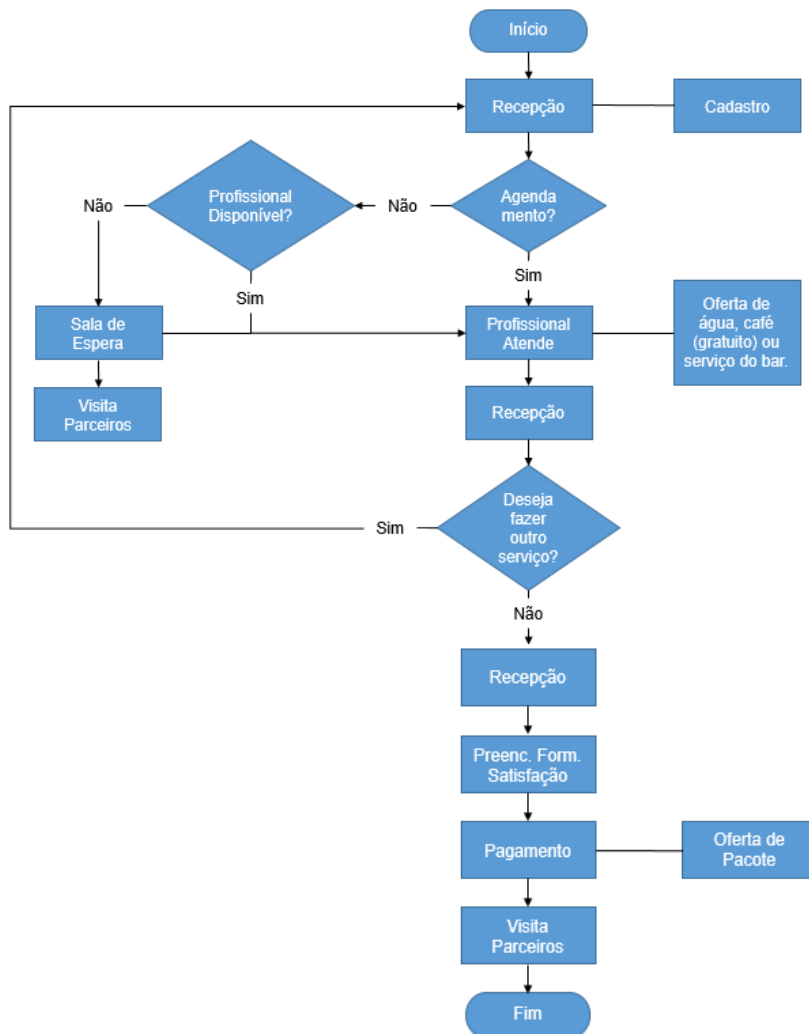 Início
Recepção
Cadastro
Profissional
Disponível?
Agenda
mento?
Não
Não
Sim
Sim
Sala de
Espera
Profissional
Atende
Oferta de
água, café
(gratuito) ou
serviço do bar.
Visita
Parceiros
Recepção
Deseja
fazer
outro
serviço?
Sim
Não
Recepção
Preenc. Form.
Satisfação
Pagamento
Oferta de
Pacote
Visita
Parceiros
Fim